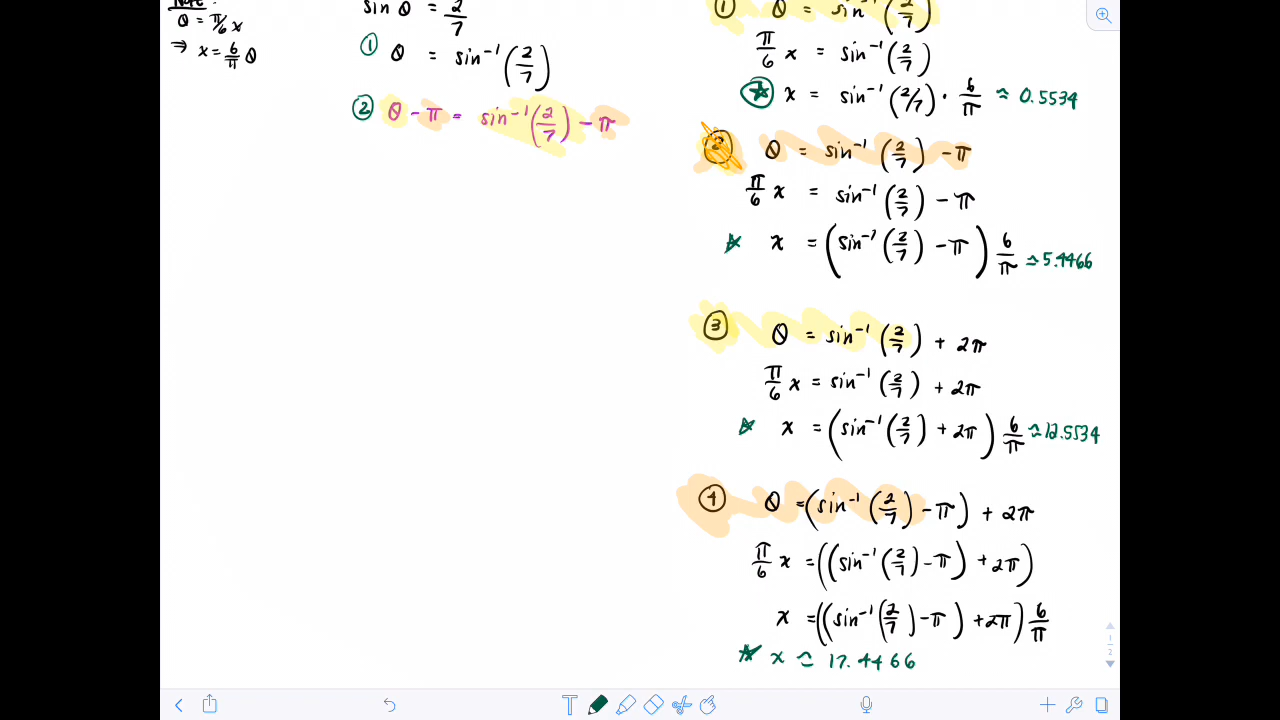 Note:
θ = π/6 x
⇒ x = 6/π θ
sin θ = 2/7
① θ = sin⁻¹(2/7)
② θ - π = sin⁻¹(2/7) - π
① θ = sin⁻¹(2/7)
π/6 x = sin⁻¹(2/7)
☆ x = sin⁻¹(2/7) · 6/π ≈ 0.5534
② θ = sin⁻¹(2/7) - π
π/6 x = sin⁻¹(2/7) - π
☆ x = (sin⁻¹(2/7) - π) 6/π ≈ 5.4466
③ θ = sin⁻¹(2/7) + 2π
π/6 x = sin⁻¹(2/7) + 2π
☆ x = (sin⁻¹(2/7) + 2π) 6/π ≈ 12.5534
④ θ = (sin⁻¹(2/7) - π) + 2π
π/6 x = ((sin⁻¹(2/7) - π) + 2π)
x = ((sin⁻¹(2/7) - π) + 2π) 6/π
☆ x ≈ 17.4466
1/2
T